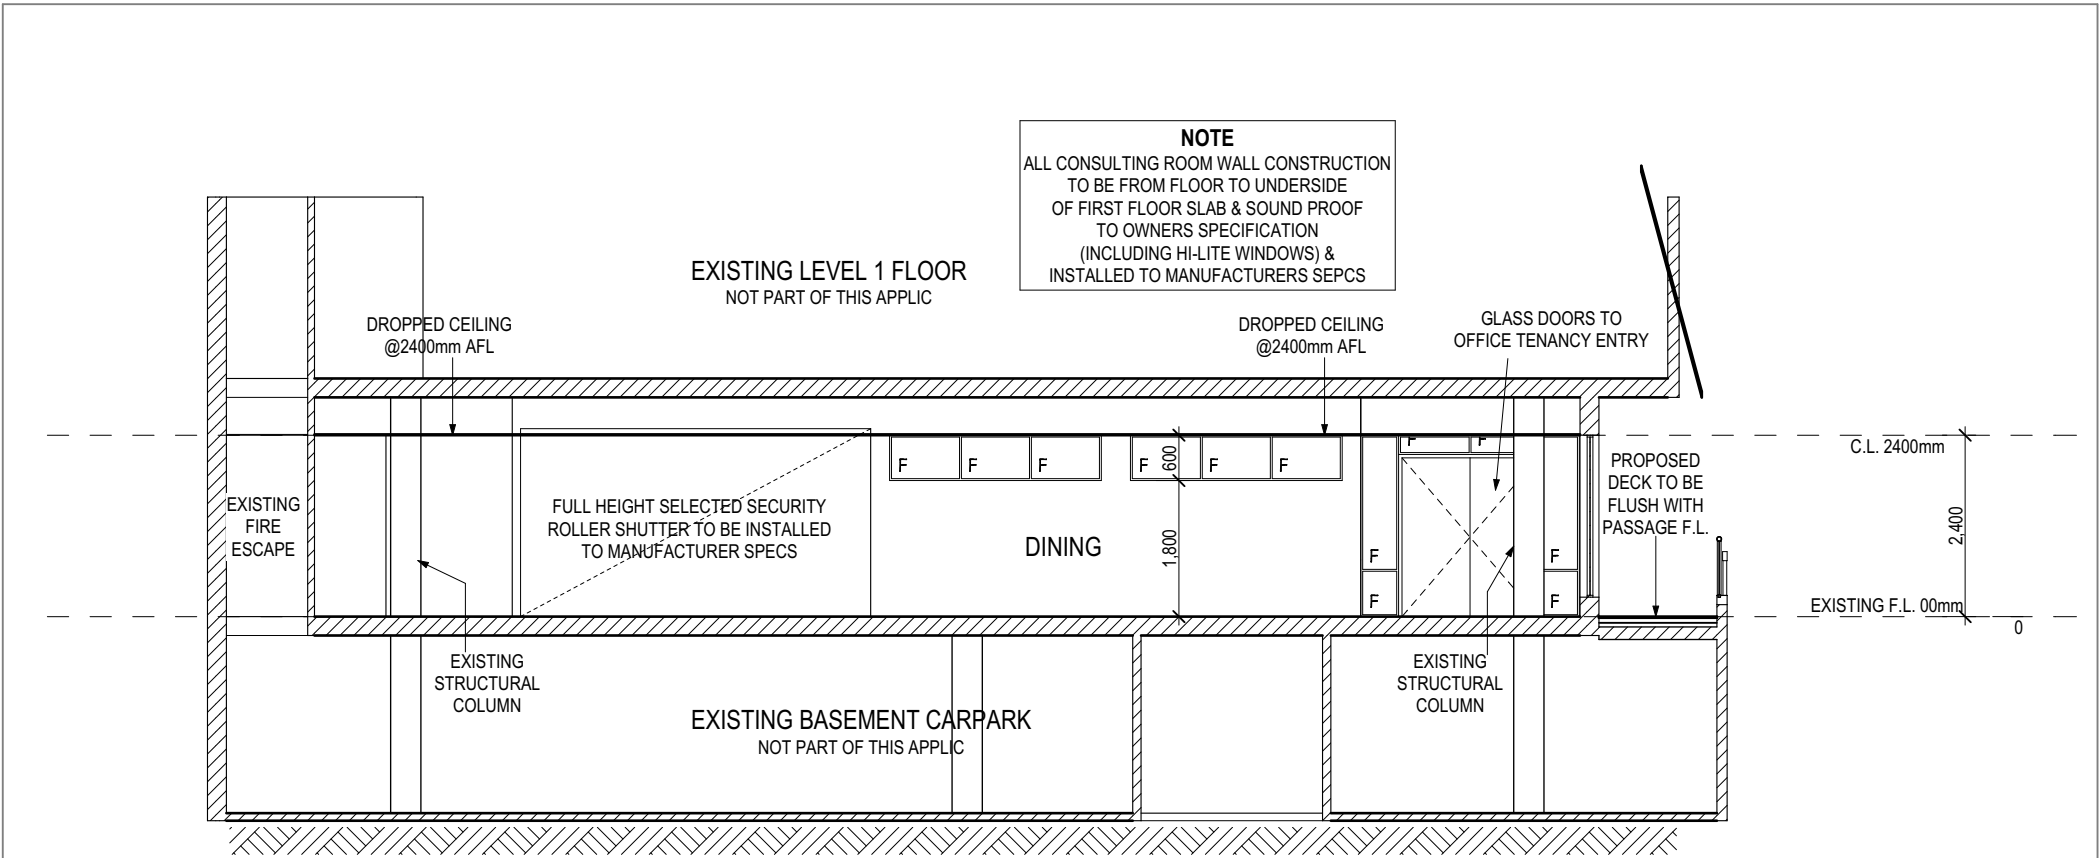 NOTE
ALL CONSULTING ROOM WALL CONSTRUCTION
TO BE FROM FLOOR TO UNDERSIDE
OF FIRST FLOOR SLAB & SOUND PROOF
TO OWNERS SPECIFICATION
(INCLUDING HI-LITE WINDOWS) &
INSTALLED TO MANUFACTURERS SEPCS
EXISTING LEVEL 1 FLOOR
NOT PART OF THIS APPLIC
DROPPED CEILING
@2400mm AFL
DROPPED CEILING
@2400mm AFL
GLASS DOORS TO
OFFICE TENANCY ENTRY
C.L. 2400mm
F
F
F
F
F
F
F
F
600
1,800
2,400
EXISTING
FIRE
ESCAPE
FULL HEIGHT SELECTED SECURITY
ROLLER SHUTTER TO BE INSTALLED
TO MANUFACTURER SPECS
DINING
F
F
F
F
PROPOSED
DECK TO BE
FLUSH WITH
PASSAGE F.L.
EXISTING F.L. 00mm
0
EXISTING
STRUCTURAL
COLUMN
EXISTING
STRUCTURAL
COLUMN
EXISTING BASEMENT CARPARK
NOT PART OF THIS APPLIC